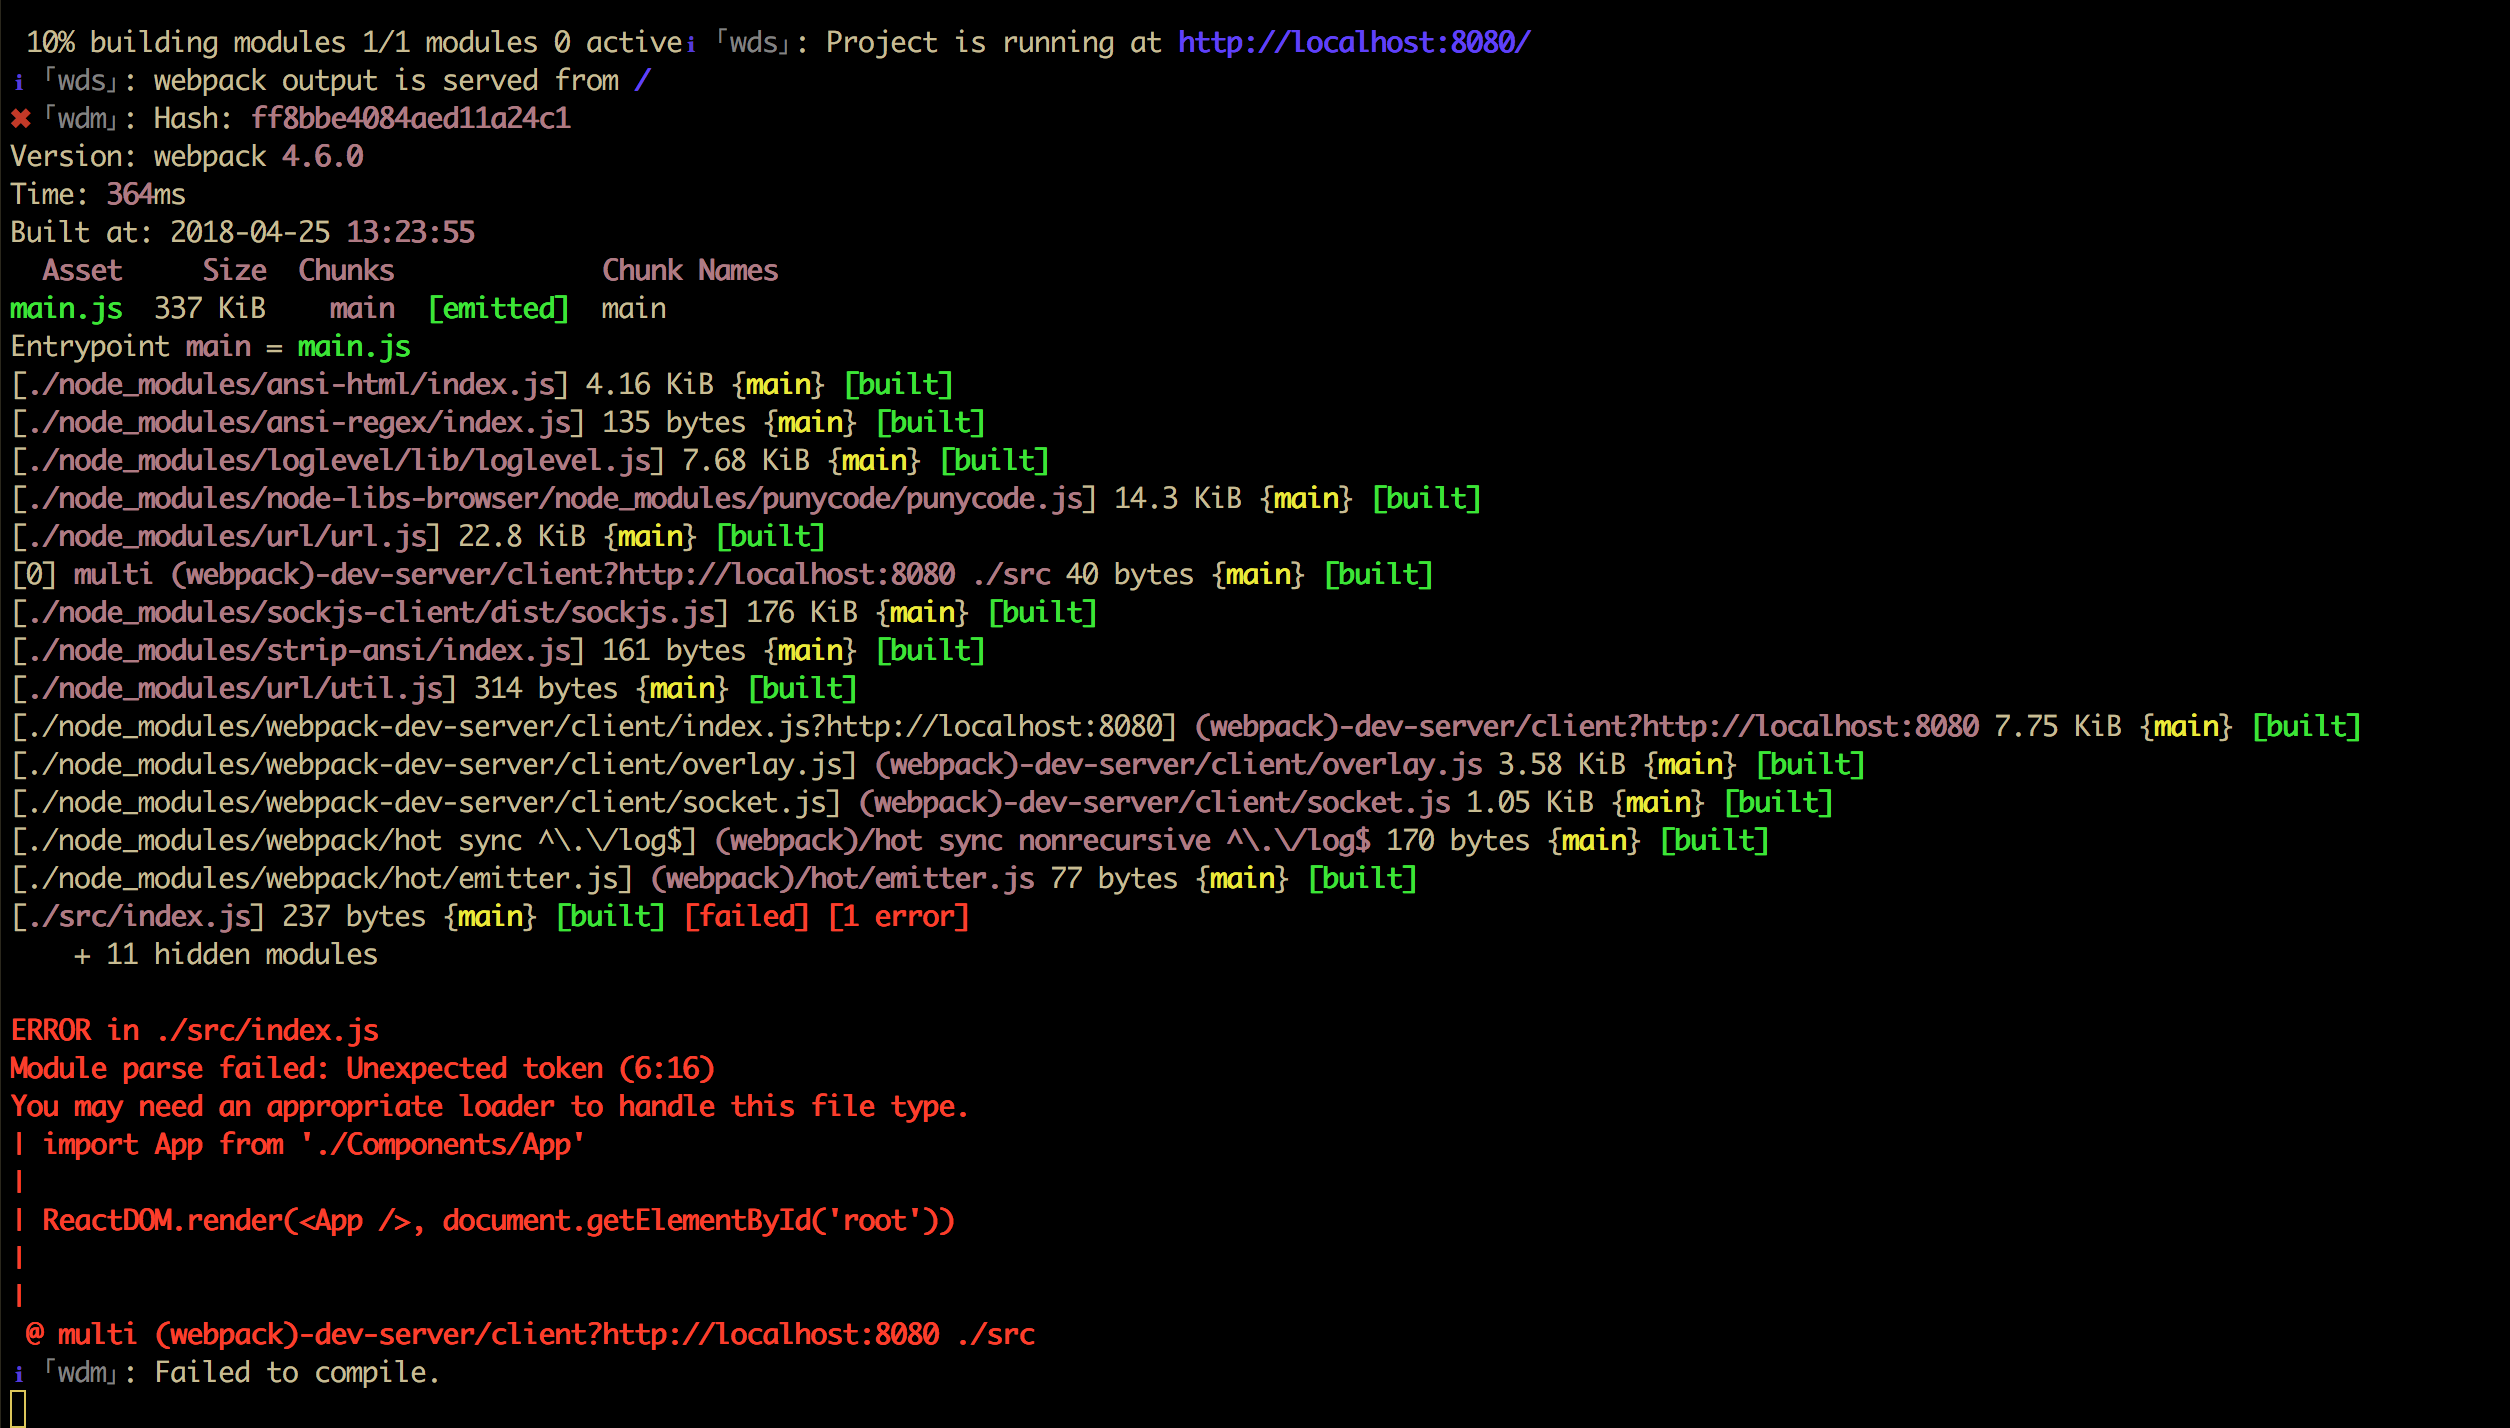 10% building modules 1/1 modules 0 activeℹ 「wds」: Project is running at http://localhost:8080/
ℹ 「wds」: webpack output is served from /
✖ 「wdm」: Hash: ff8bbe4084aed11a24c1
Version: webpack 4.6.0
Time: 364ms
Built at: 2018-04-25 13:23:55
  Asset     Size  Chunks             Chunk Names
main.js  337 KiB    main  [emitted]  main
Entrypoint main = main.js
[./node_modules/ansi-html/index.js] 4.16 KiB {main} [built]
[./node_modules/ansi-regex/index.js] 135 bytes {main} [built]
[./node_modules/loglevel/lib/loglevel.js] 7.68 KiB {main} [built]
[./node_modules/node-libs-browser/node_modules/punycode/punycode.js] 14.3 KiB {main} [built]
[./node_modules/url/url.js] 22.8 KiB {main} [built]
[0] multi (webpack)-dev-server/client?http://localhost:8080 ./src 40 bytes {main} [built]
[./node_modules/sockjs-client/dist/sockjs.js] 176 KiB {main} [built]
[./node_modules/strip-ansi/index.js] 161 bytes {main} [built]
[./node_modules/url/util.js] 314 bytes {main} [built]
[./node_modules/webpack-dev-server/client/index.js?http://localhost:8080] (webpack)-dev-server/client?http://localhost:8080 7.75 KiB {main} [built]
[./node_modules/webpack-dev-server/client/overlay.js] (webpack)-dev-server/client/overlay.js 3.58 KiB {main} [built]
[./node_modules/webpack-dev-server/client/socket.js] (webpack)-dev-server/client/socket.js 1.05 KiB {main} [built]
[./node_modules/webpack/hot sync ^\.\/log$] (webpack)/hot sync nonrecursive ^\.\/log$ 170 bytes {main} [built]
[./node_modules/webpack/hot/emitter.js] (webpack)/hot/emitter.js 77 bytes {main} [built]
[./src/index.js] 237 bytes {main} [built] [failed] [1 error]
    + 11 hidden modules

ERROR in ./src/index.js
Module parse failed: Unexpected token (6:16)
You may need an appropriate loader to handle this file type.
| import App from './Components/App'
|
| ReactDOM.render(<App />, document.getElementById('root'))
|
|
 @ multi (webpack)-dev-server/client?http://localhost:8080 ./src
ℹ 「wdm」: Failed to compile.